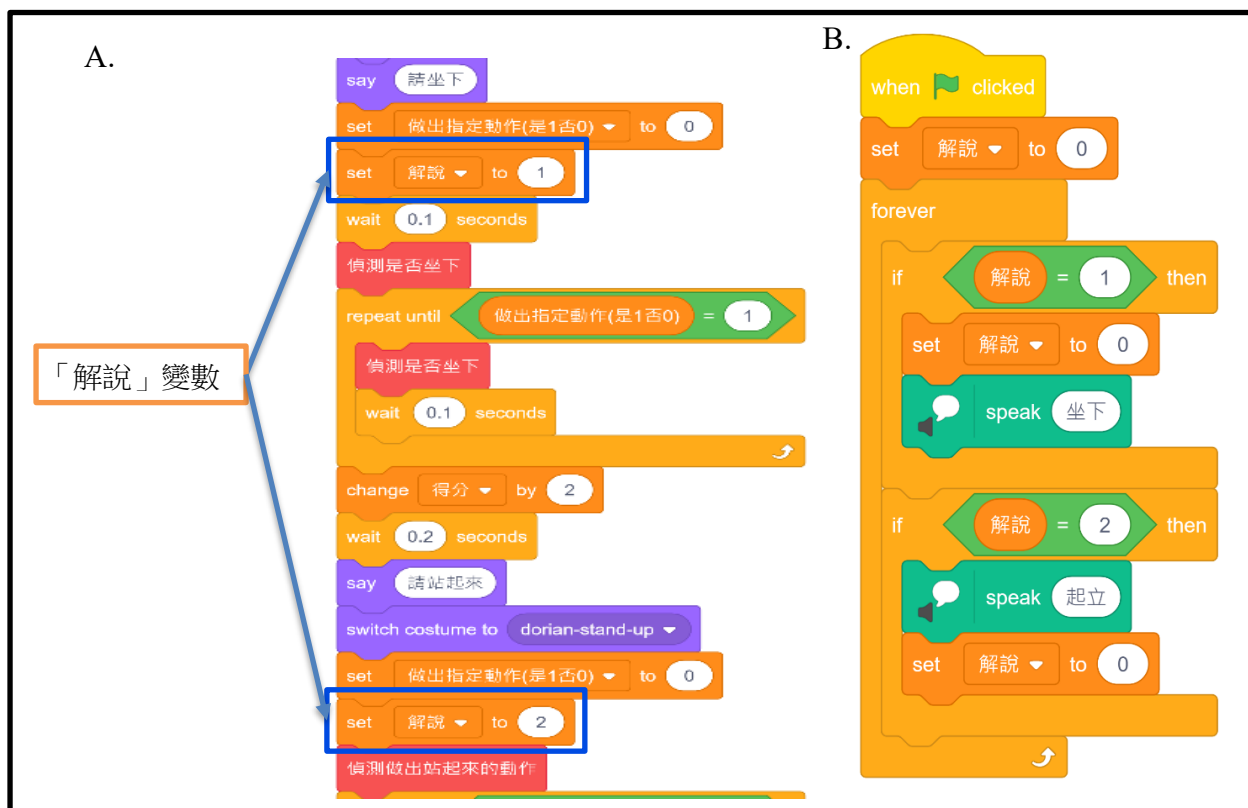 A.
say 請坐下
set 做出指定動作(是1否0) to 0
set 解說 to 1
wait 0.1 seconds
偵測是否坐下
repeat until 做出指定動作(是1否0) = 1
偵測是否坐下
wait 0.1 seconds
change 得分 by 2
wait 0.2 seconds
say 請站起來
switch costume to dorian-stand-up
set 做出指定動作(是1否0) to 0
set 解說 to 2
偵測做出站起來的動作
「解說」變數
B.
when clicked
set 解說 to 0
forever
if 解說 = 1 then
set 解說 to 0
speak 坐下
if 解說 = 2 then
speak 起立
set 解說 to 0